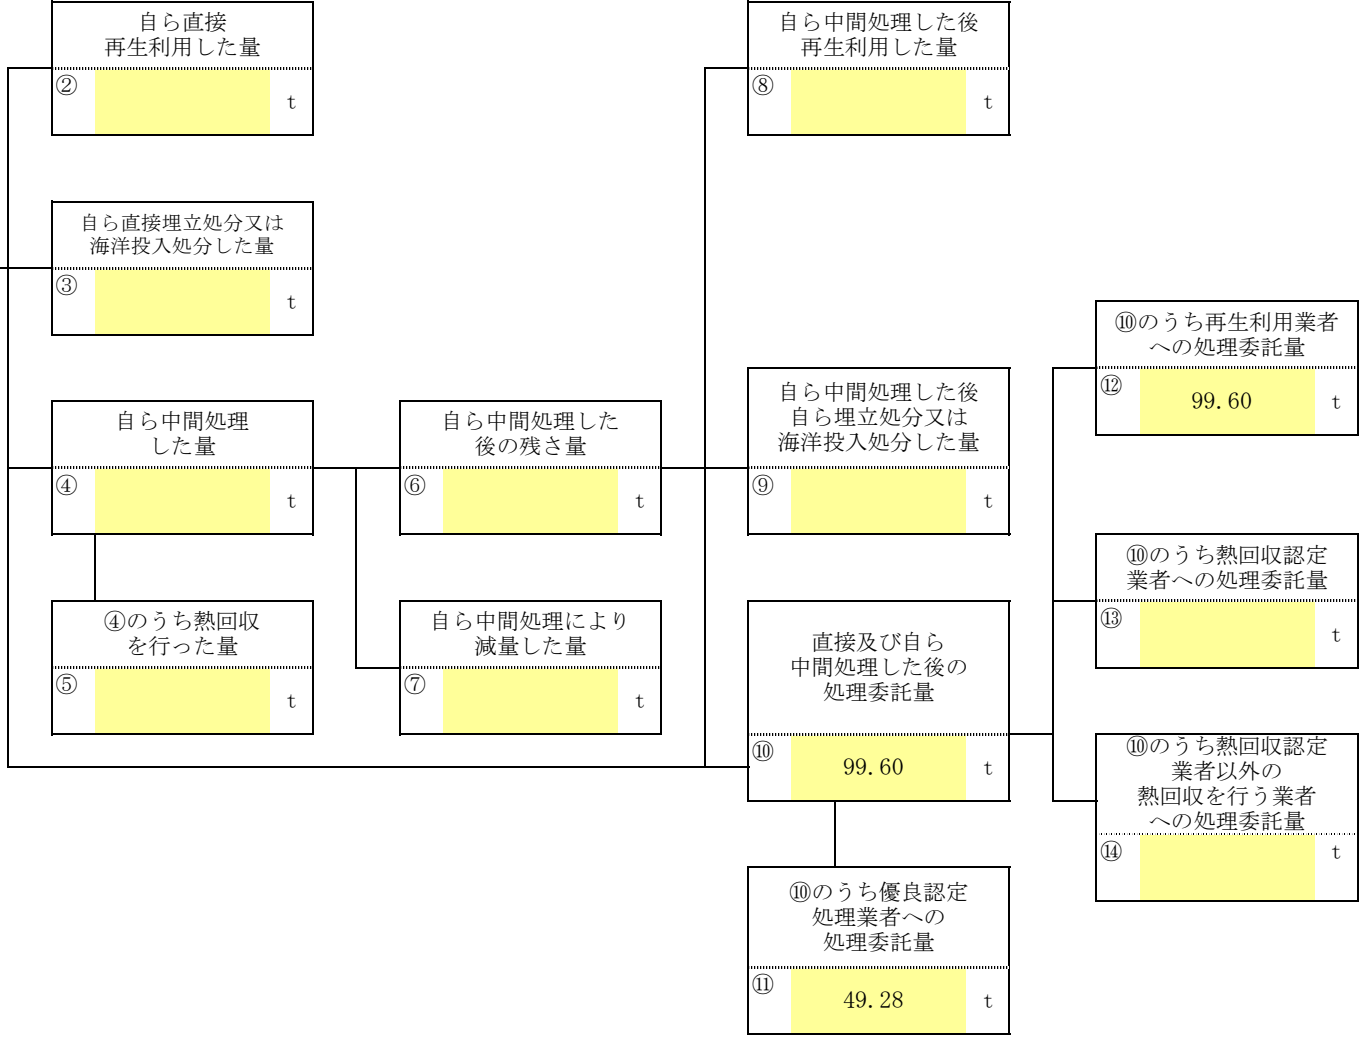 自ら直接
再生利用した量
②
t
自ら中間処理した後
再生利用した量
⑧
t
自ら直接埋立処分又は
海洋投入処分した量
③
t
⑩のうち再生利用業者
への処理委託量
⑫ 99.60 t
自ら中間処理
した量
④
t
自ら中間処理した
後の残さ量
⑥
t
自ら中間処理した後
自ら埋立処分又は
海洋投入処分した量
⑨
t
⑩のうち熱回収認定
業者への処理委託量
⑬
t
④のうち熱回収
を行った量
⑤
t
自ら中間処理により
減量した量
⑦
t
直接及び自ら
中間処理した後の
処理委託量
⑩ 99.60 t
⑩のうち熱回収認定
業者以外の
熱回収を行う業者
への処理委託量
⑭
t
⑩のうち優良認定
処理業者への
処理委託量
⑪ 49.28 t